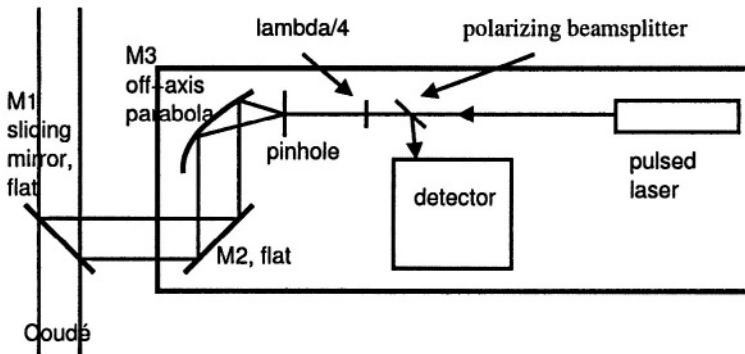 lambda/4
polarizing beamsplitter
M3
off-axis
parabola
M1
sliding
mirror,
flat
pinhole
pulsed
laser
detector
M2, flat
Coudé